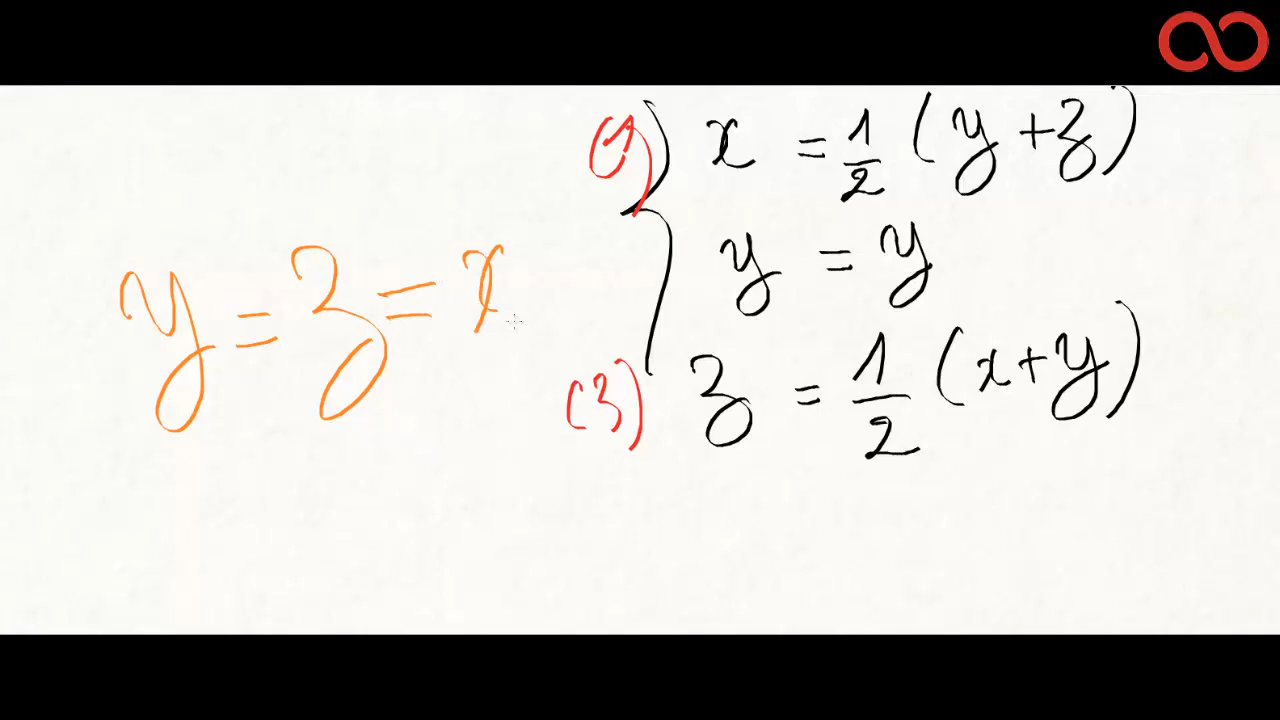 (1) x = 1/2 (y + z)
y = y
y = z = x
(3) z = 1/2 (x + y)